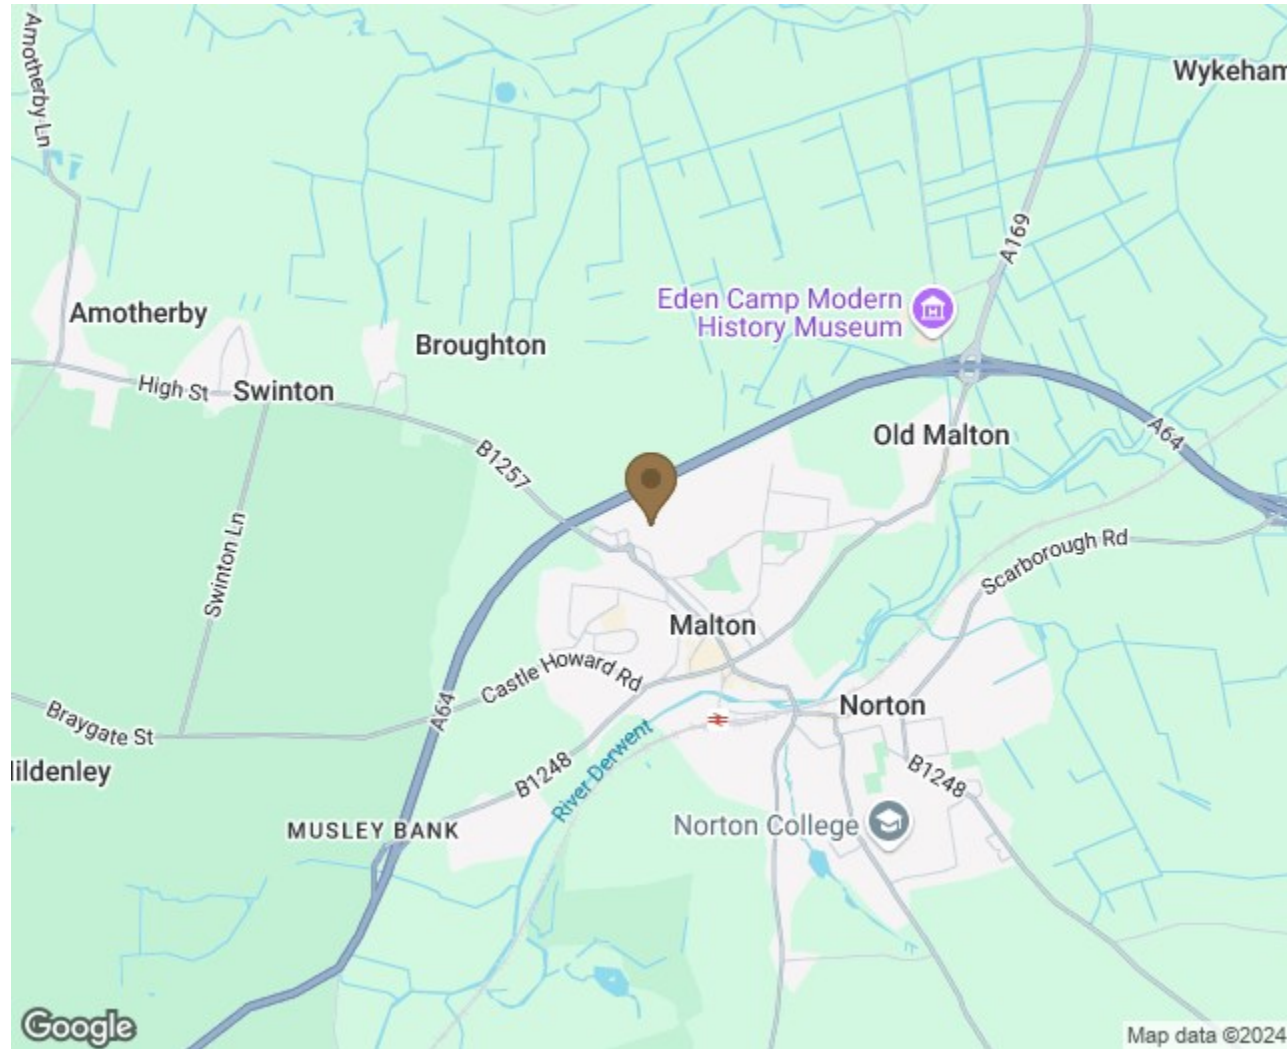 Amotherby Ln
Wykeham
A169
Eden Camp Modern
History Museum
Amotherby
Broughton
High St
Swinton
Old Malton
A64
B1257
Scarborough Rd
Swinton Ln
Malton
Castle Howard Rd
A64
Norton
Braygate St
River Derwent
B1248
B1248
ildenley
MUSLEY BANK
Norton College
Google
Map data ©2024